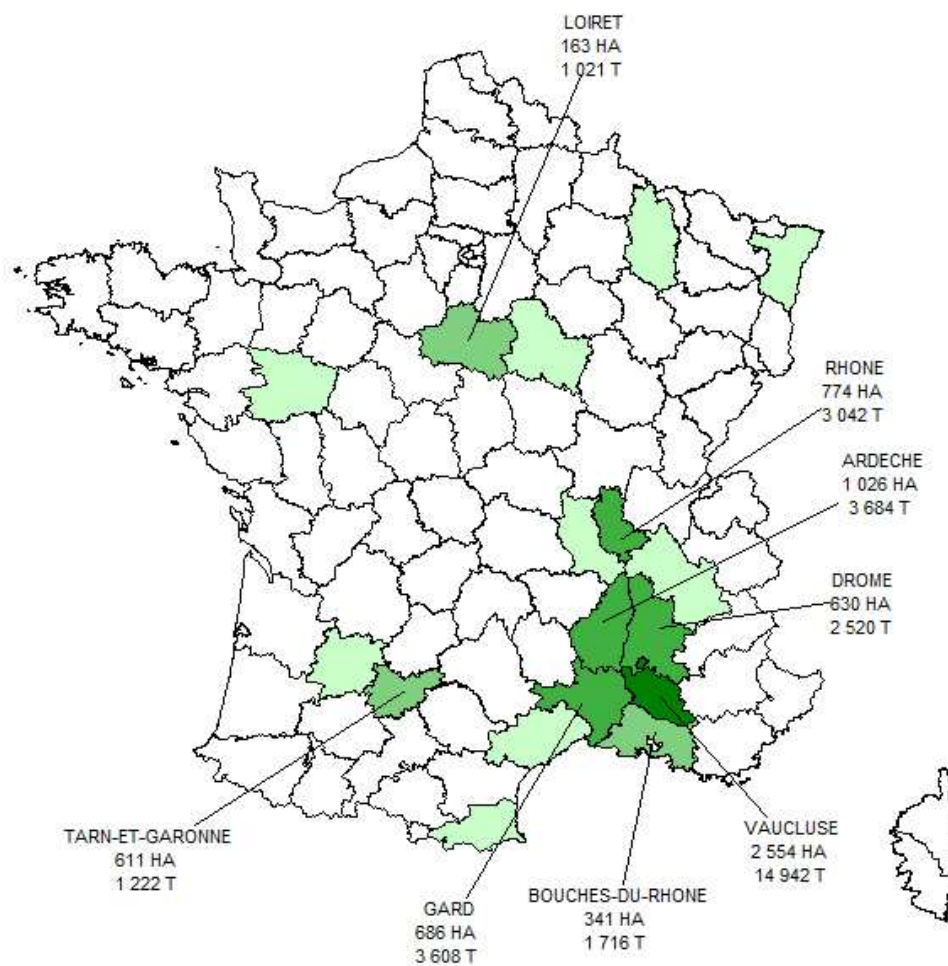 LOIRET
163 HA
1 021 T
RHONE
774 HA
3 042 T
ARDECHE
1 026 HA
3 684 T
DROME
630 HA
2 520 T
VAUCLUSE
2 554 HA
14 942 T
TARN-ET-GARONNE
611 HA
1 222 T
BOUCHES-DU-RHONE
341 HA
1 716 T
GARD
686 HA
3 608 T